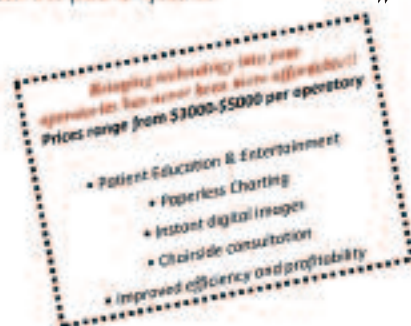 Bringing technology into your
operatories has never been more affordable!!
Prices range from $3000-$5000 per operatory
• Patient Education & Entertainment
• Paperless Charting
• Instant digital images
• Chairside consultation
• Improved efficiency and profitability